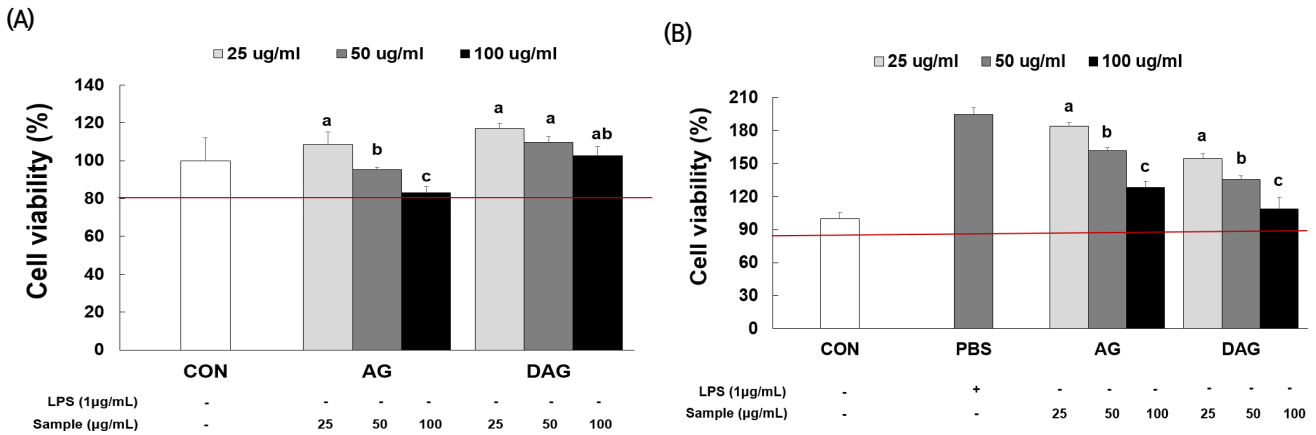 (A)
25 ug/ml 50 ug/ml 100 ug/ml
Cell viability (%)
140
120
100
80
60
40
20
0
a b c a a ab
CON AG DAG
LPS (1μg/mL) - - - - - - -
Sample (μg/mL) - 25 50 100 25 50 100
(B)
25 ug/ml 50 ug/ml 100 ug/ml
Cell viability (%)
210
180
150
120
90
60
30
0
a b c a b c
CON PBS AG DAG
LPS (1μg/mL) - + - - - - - -
Sample (μg/mL) - - 25 50 100 25 50 100